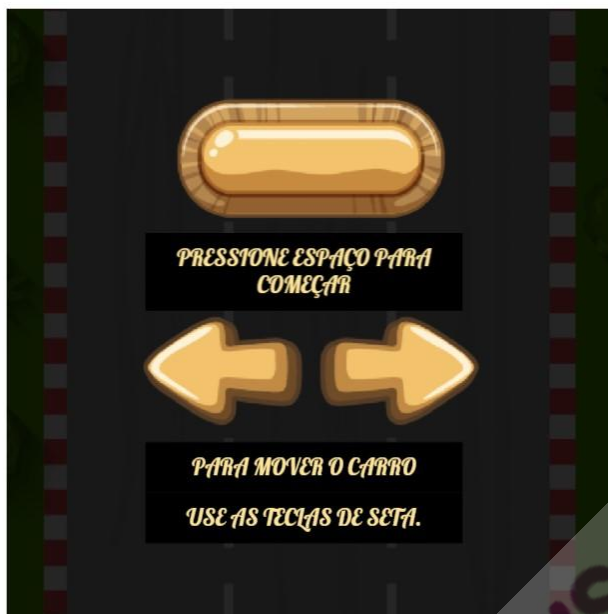 PRESSIONE ESPAÇO PARA
COMEÇAR
PARA MOVER O CARRO
USE AS TECLAS DE SETA.